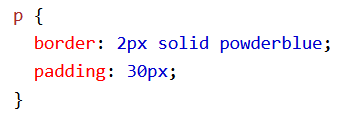 p {
  border: 2px solid powderblue;
  padding: 30px;
}